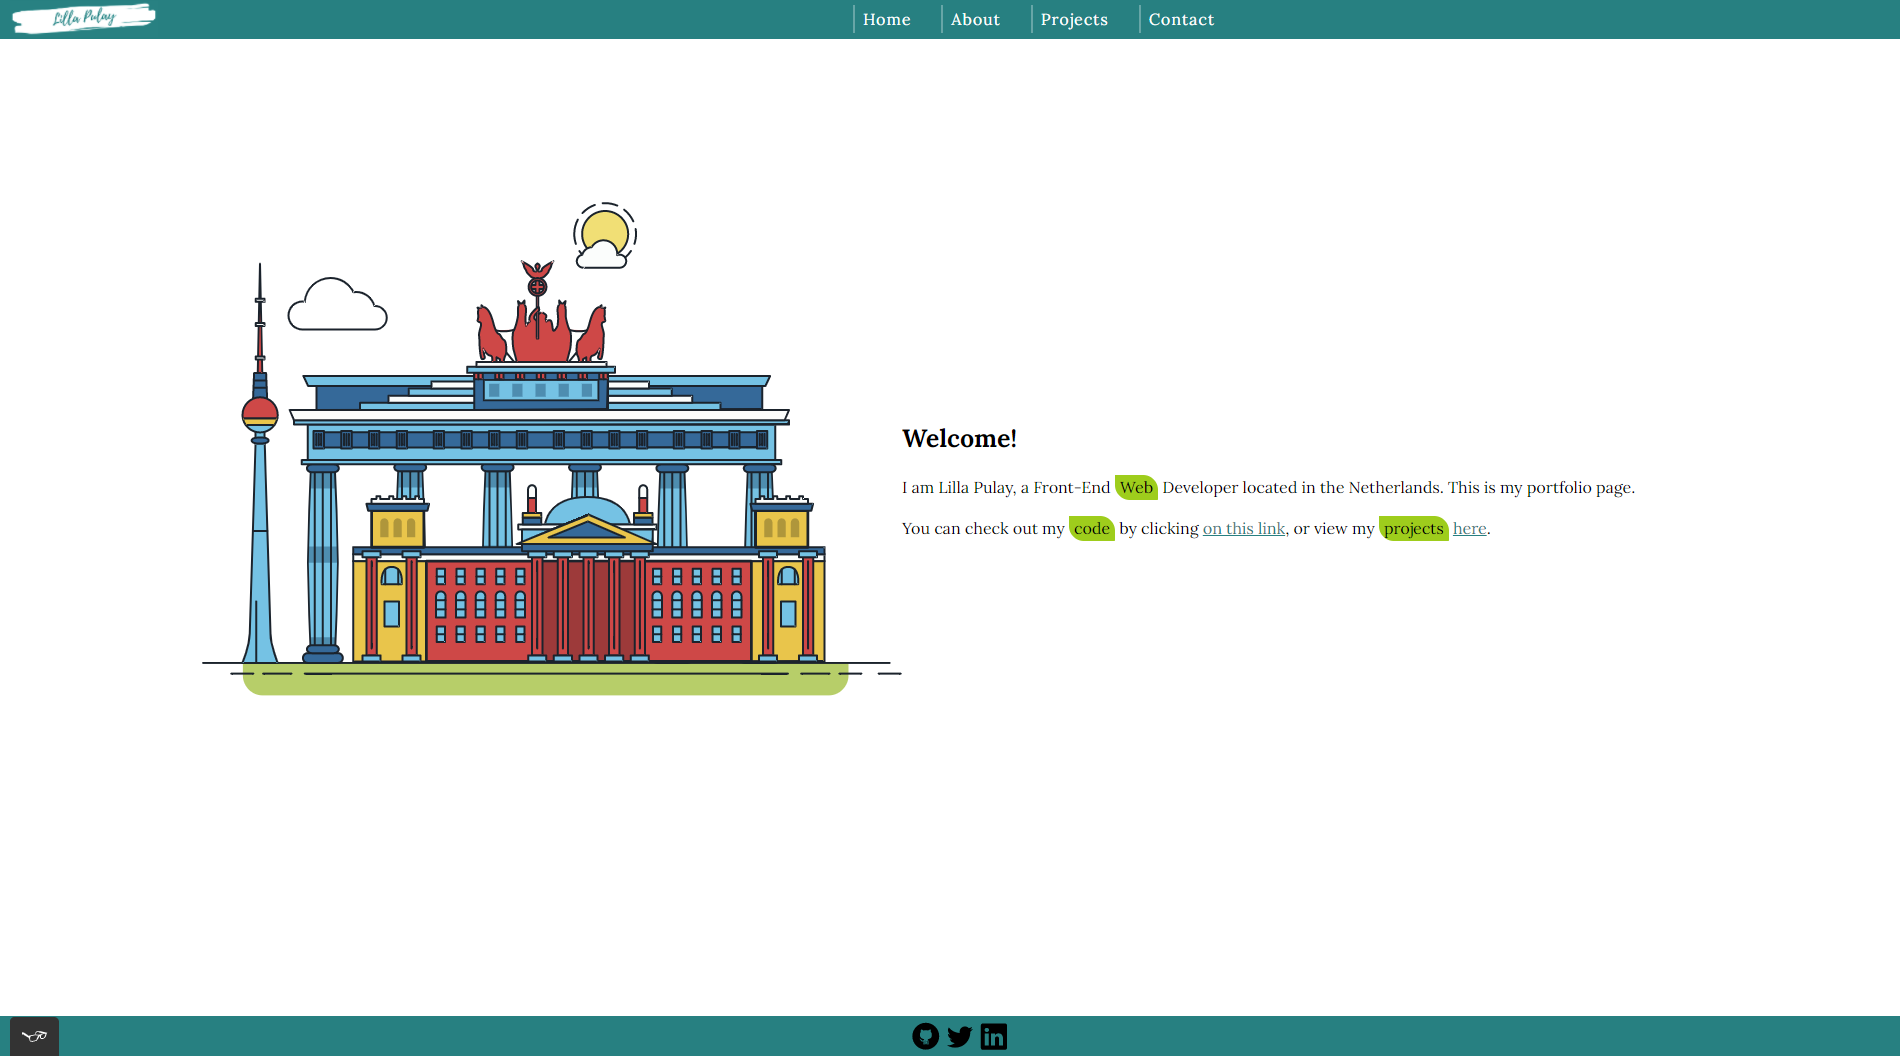 Lilla Pulay
Home
About
Projects
Contact
Welcome!
I am Lilla Pulay, a Front-End Web Developer located in the Netherlands. This is my portfolio page.
You can check out my code by clicking on this link, or view my projects here.
in